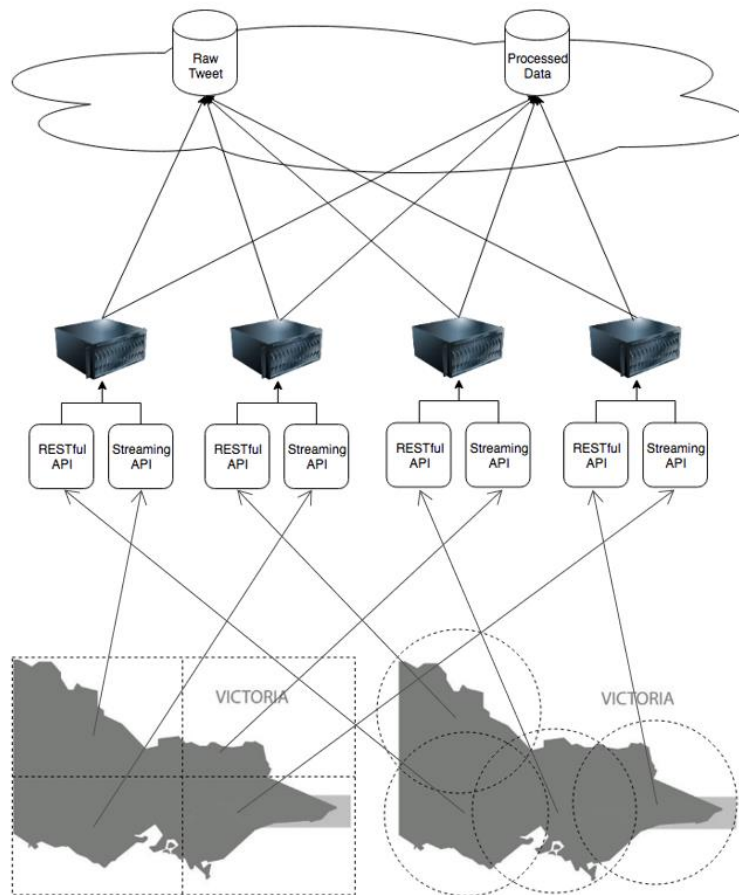 Raw
Tweet
Processed
Data
RESTful
API
Streaming
API
RESTful
API
Streaming
API
RESTful
API
Streaming
API
RESTful
API
Streaming
API
VICTORIA
VICTORIA